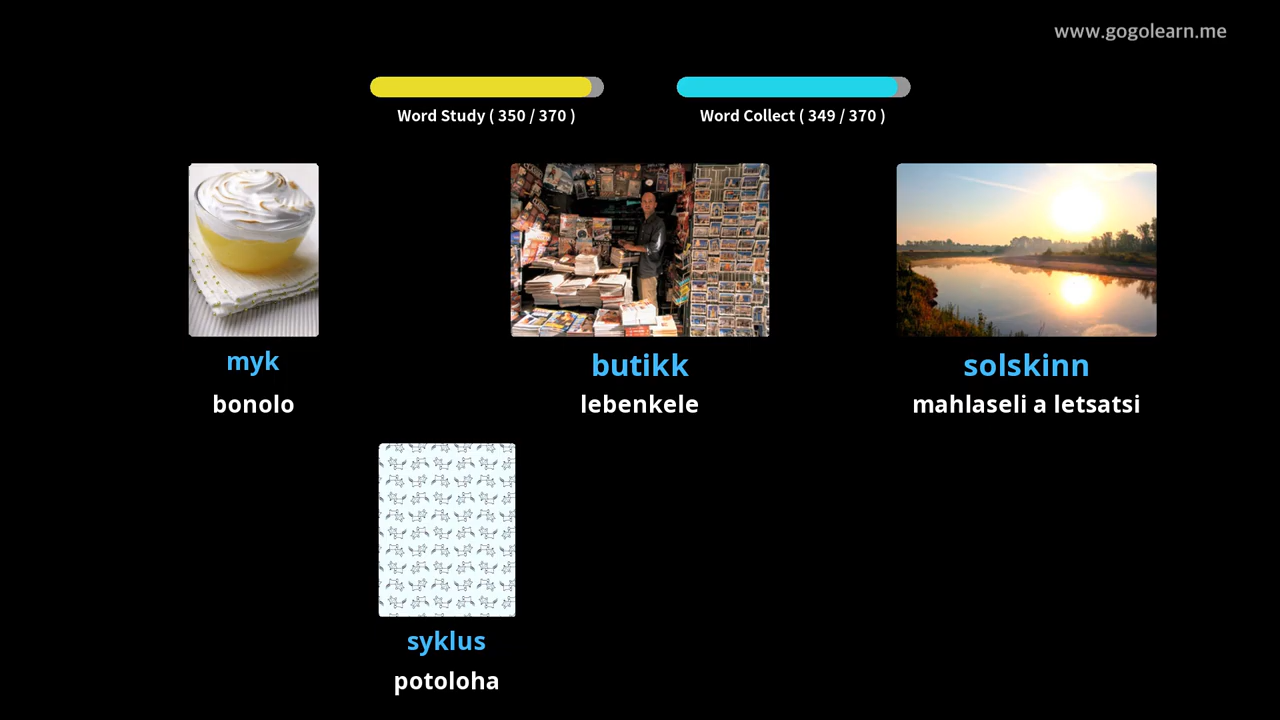 www.gogolearn.me
Word Study ( 350 / 370 )
Word Collect ( 349 / 370 )
myk
bonolo
butikk
lebenkele
solskinn
mahlaseli a letsatsi
syklus
potoloha